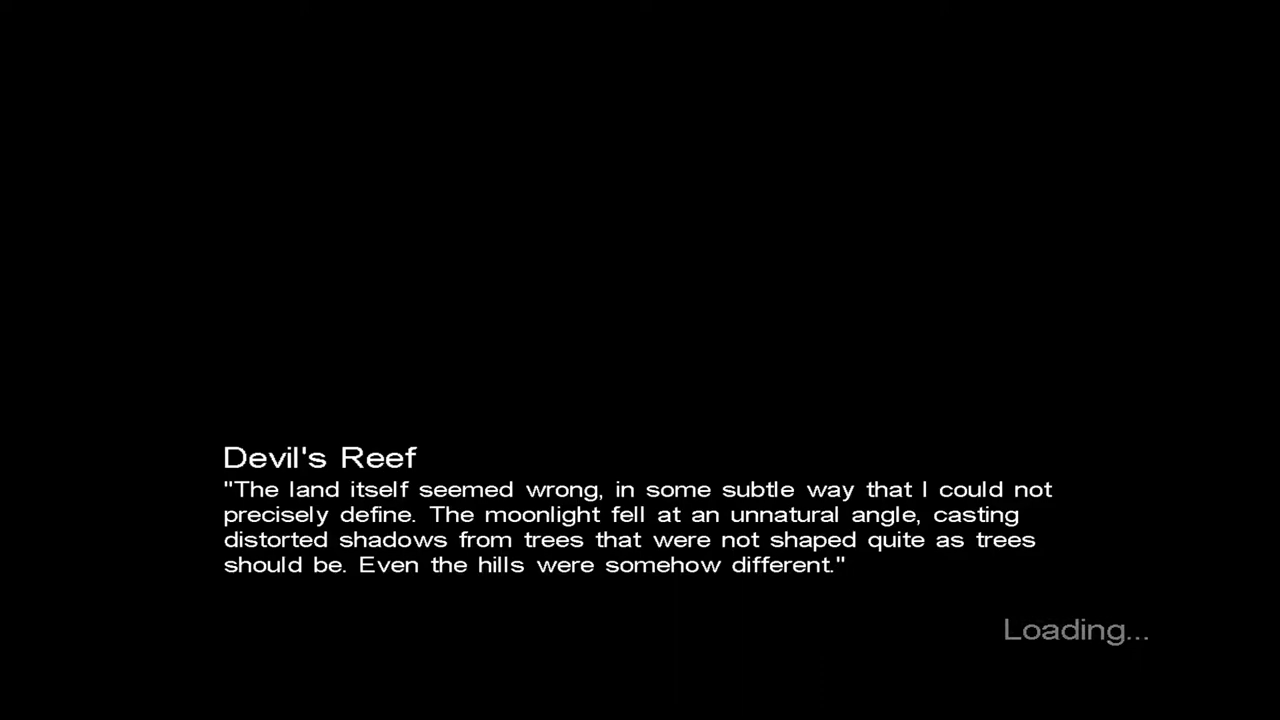 Devil's Reef
"The land itself seemed wrong, in some subtle way that I could not
precisely define. The moonlight fell at an unnatural angle, casting
distorted shadows from trees that were not shaped quite as trees
should be. Even the hills were somehow different."
Loading...